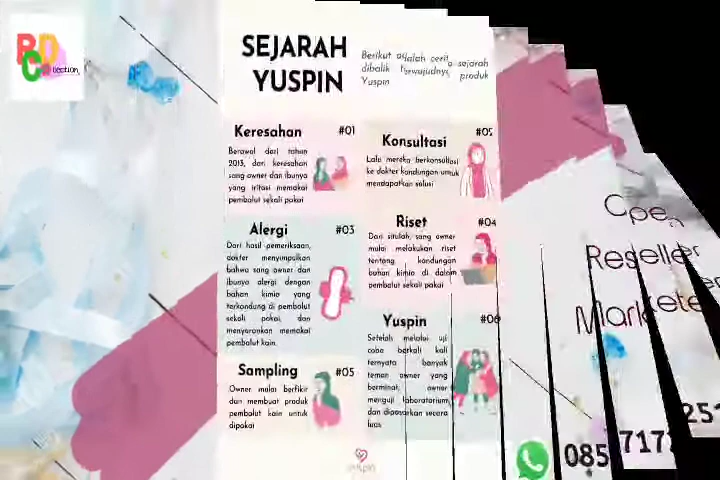 BCD
Collection
SEJARAH
YUSPIN
Berikut adalah cerita sejarah
dibalik terwujudnya produk
Yuspin
Keresahan #01
Berawal dari tahun
2013, dari keresahan
sang owner dan ibunya
yang iritasi memakai
pembalut sekali pakai
Konsultasi #02
Lalu mereka berkonsultasi
ke dokter kandungan untuk
mendapatkan solusi
Alergi #03
Dari hasil pemeriksaan,
dokter menyimpulkan
bahwa sang owner dan
ibunya alergi dengan
bahan kimia yang
terkandung di pembalut
sekali pakai, dan
menyarankan memakai
pembalut kain.
Riset #04
Dari situlah, sang owner
mulai melakukan riset
tentang kandungan
bahan kimia di dalam
pembalut sekali pakai
Sampling #05
Owner mulai berfikir
dan membuat produk
pembalut kain untuk
dipakai
Yuspin #06
Setelah melalui uji
coba berkali kali
ternyata banyak
teman owner yang
berminat, owner
menguji laboratorium,
dan dipasarkan secara
luas
yuspin
Open
Reseller
Markete
085 717 251